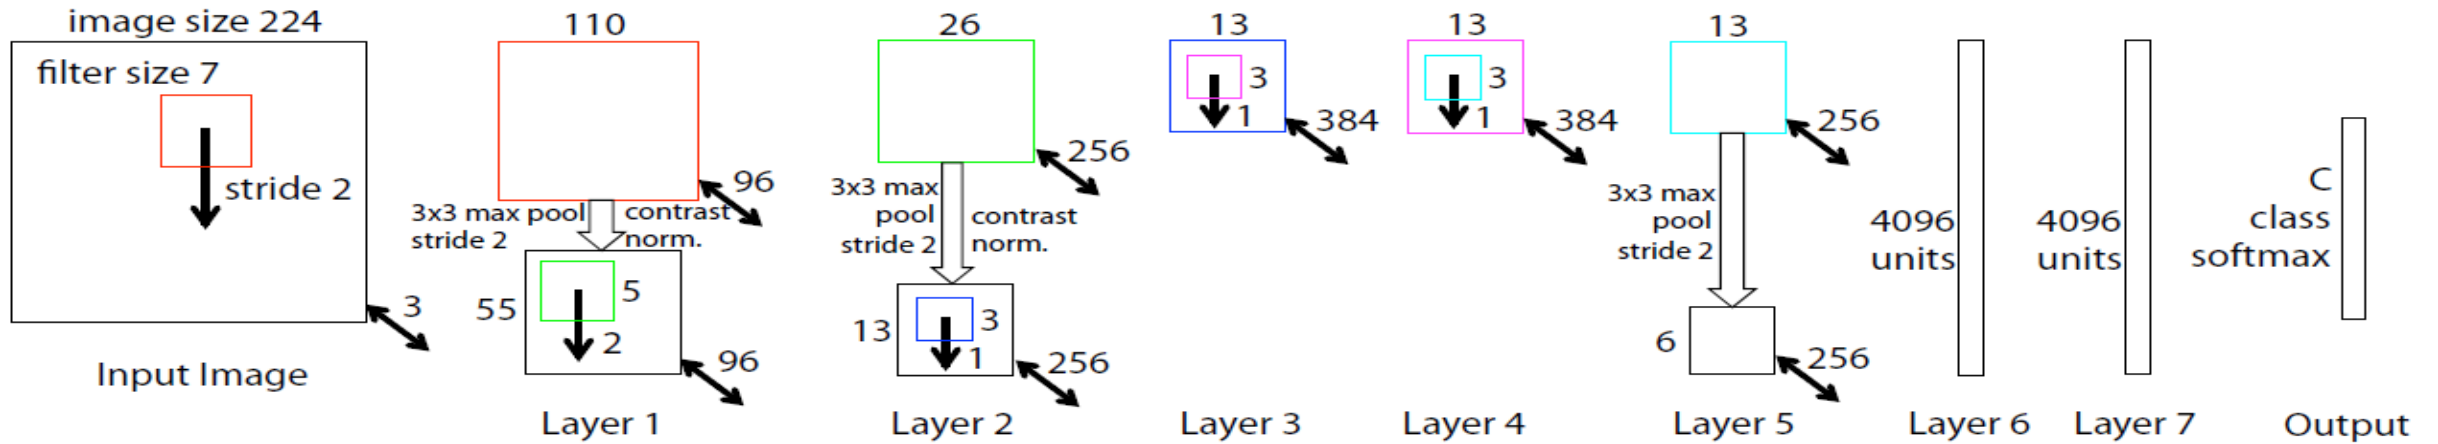 image size 224
filter size 7
stride 2
3
Input Image
110
96
3x3 max pool
stride 2
contrast
norm.
55
5
2
96
Layer 1
26
256
3x3 max
pool
stride 2
contrast
norm.
13
3
1
256
Layer 2
13
3
1
384
Layer 3
13
3
1
384
Layer 4
13
256
3x3 max
pool
stride 2
6
256
Layer 5
4096
units
Layer 6
4096
units
Layer 7
C
class
softmax
Output